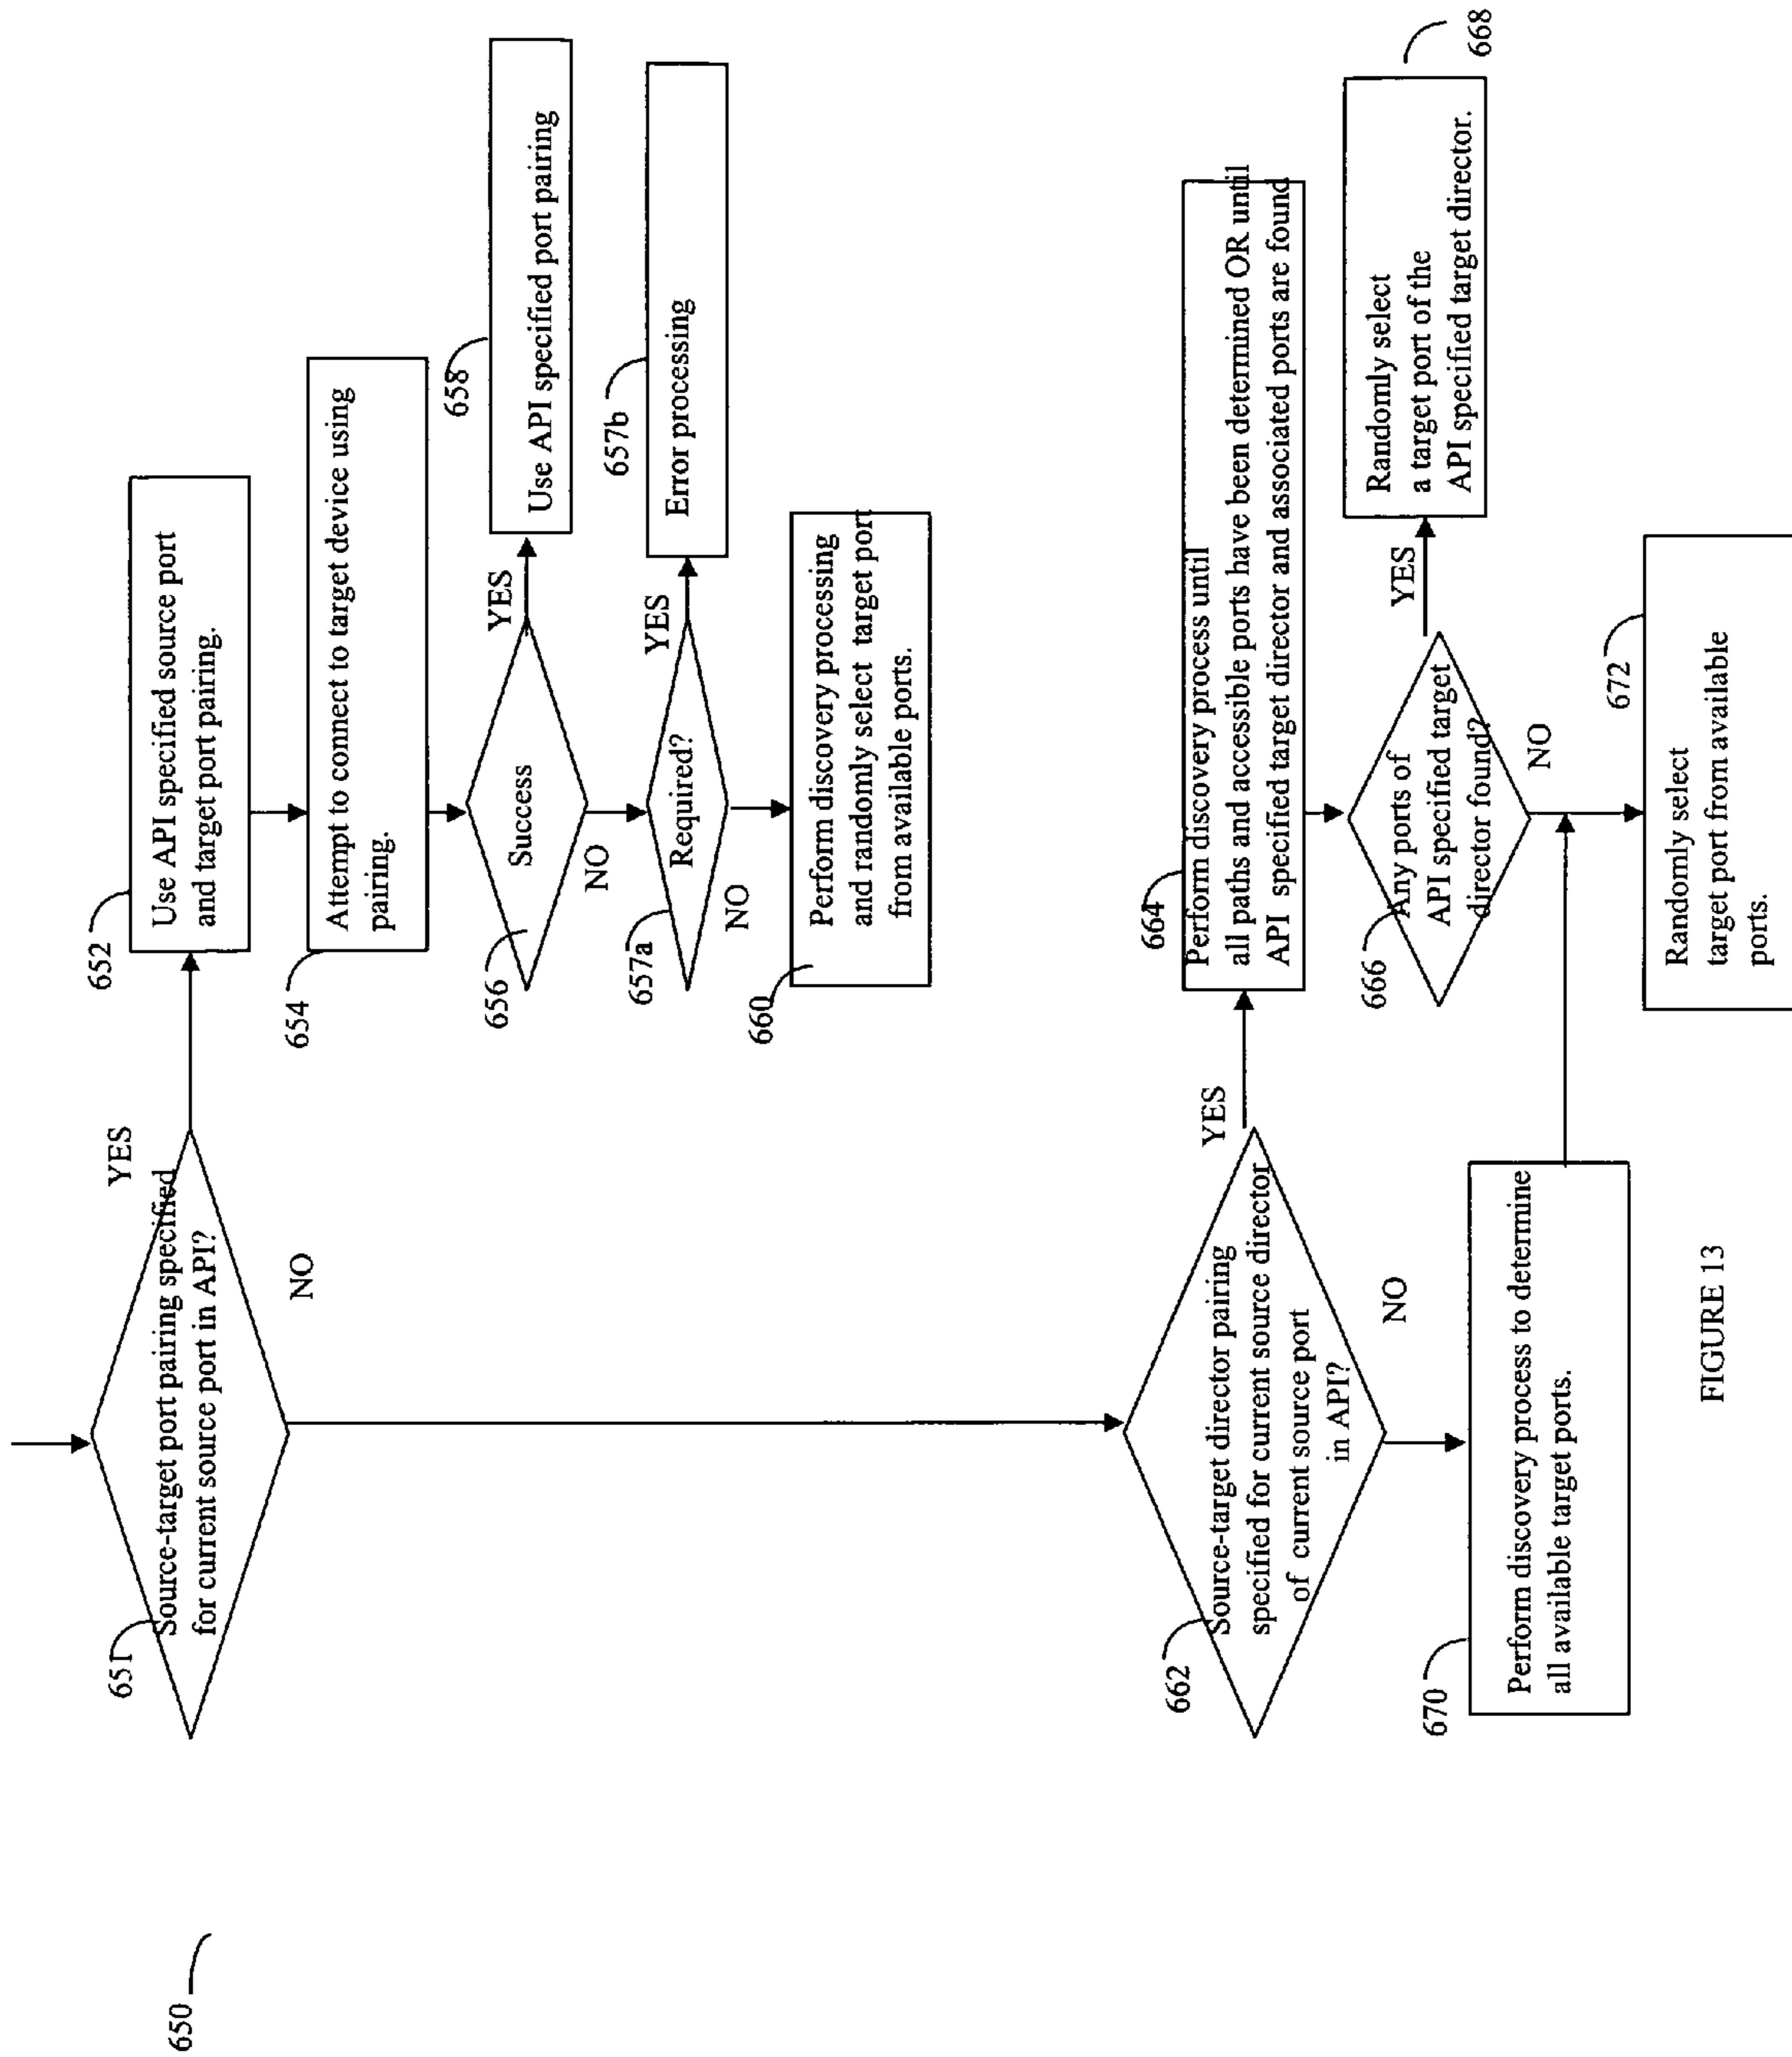 650
651
Source-target port pairing specified
for current source port in API?
YES
NO
652
Use API specified source port
and target port pairing.
654
Attempt to connect to target device using
pairing.
656
Success
YES
NO
658
Use API specified port pairing
657a
Required?
YES
NO
657b
Error processing
660
Perform discovery processing
and randomly select target port
from available ports.
662
Source-target director pairing
specified for current source director
of current source port
in API?
YES
NO
664
Perform discovery process until
all paths and accessible ports have been determined OR until
API specified target director and associated ports are found
666
Any ports of
API specified target
director found?
YES
NO
668
Randomly select
a target port of the
API specified target director.
670
Perform discovery process to determine
all available target ports.
672
Randomly select
target port from available
ports.
FIGURE 13